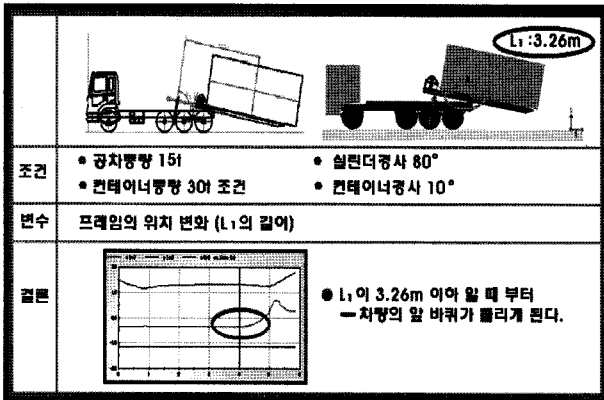 L₁:3.26m
조건
● 공차중량 15t
● 실린더경사 80°
● 컨테이너중량 30t 조건
● 컨테이너경사 10°
변수
프레임의 위치 변화 (L₁의 길이)
결론
● L₁이 3.26m 이하 일 때 부터
— 차량의 앞 바퀴가 들리게 된다.